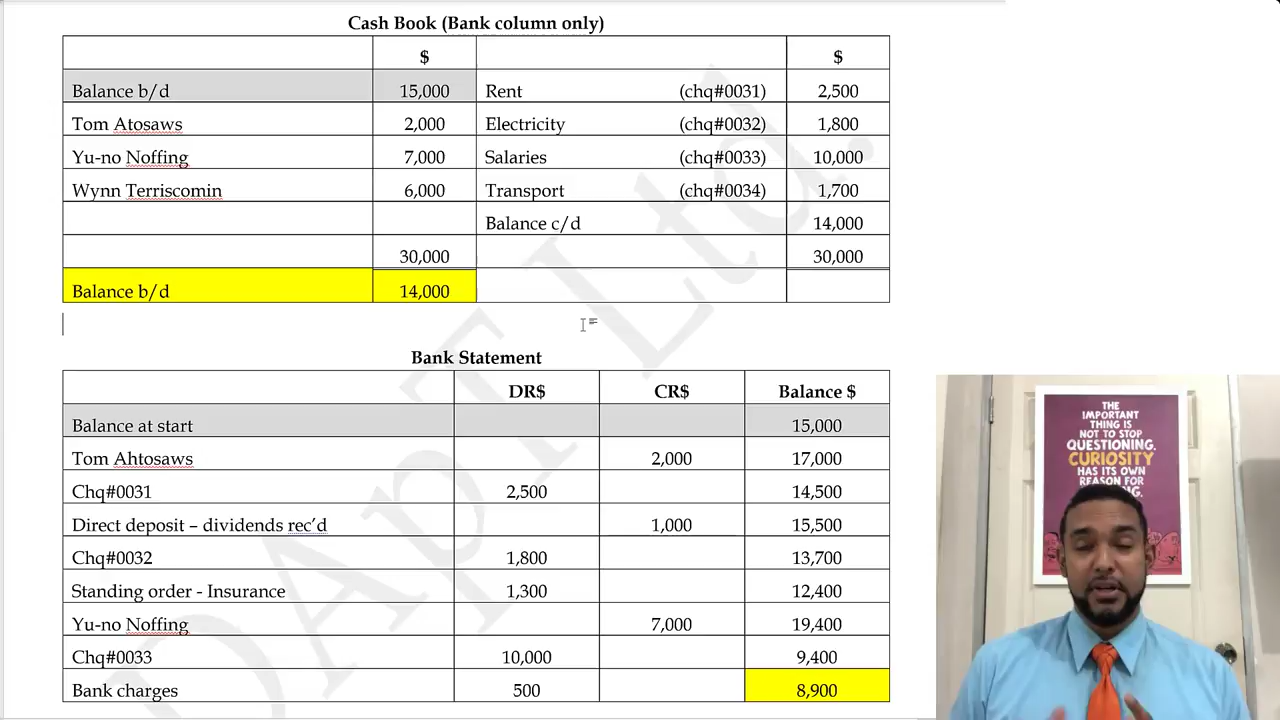 Cash Book (Bank column only)
$ $
Balance b/d 15,000 Rent (chq#0031) 2,500
Tom Atosaws 2,000 Electricity (chq#0032) 1,800
Yu-no Noffing 7,000 Salaries (chq#0033) 10,000
Wynn Terriscomin 6,000 Transport (chq#0034) 1,700
Balance c/d 14,000
30,000 30,000
Balance b/d 14,000
Bank Statement
DR$ CR$ Balance $
Balance at start 15,000
Tom Ahtosaws 2,000 17,000
Chq#0031 2,500 14,500
Direct deposit – dividends rec’d 1,000 15,500
Chq#0032 1,800 13,700
Standing order - Insurance 1,300 12,400
Yu-no Noffing 7,000 19,400
Chq#0033 10,000 9,400
Bank charges 500 8,900
DApT Ltd.
THE
IMPORTANT
THING IS
NOT TO STOP
QUESTIONING.
CURIOSITY
HAS ITS OWN
REASON FOR